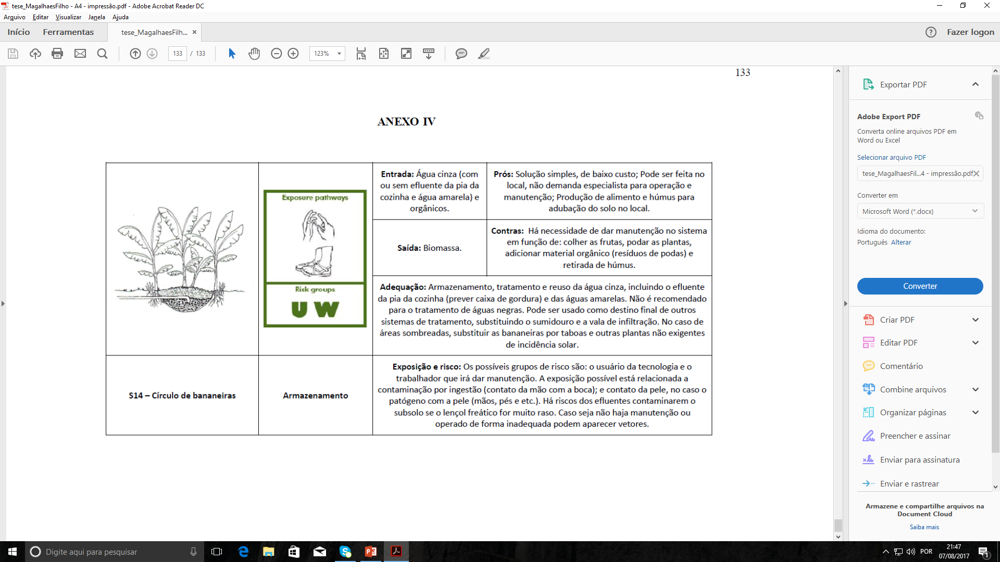 tese_MagalhaesFilho - A4 - impressão.pdf - Adobe Acrobat Reader DC
Arquivo Editar Visualizar Janela Ajuda
Início Ferramentas tese_MagalhaesFilh... × Fazer logon
133 / 133 123%
133
ANEXO IV
Exposure pathways
Risk groups
U W
Entrada: Água cinza (com
ou sem efluente da pia da
cozinha e água amarela) e
orgânicos.
Prós: Solução simples, de baixo custo; Pode ser feita no
local, não demanda especialista para operação e
manutenção; Produção de alimento e húmus para
adubação do solo no local.
Saída: Biomassa.
Contras: Há necessidade de dar manutenção no sistema
em função de: colher as frutas, podar as plantas,
adicionar material orgânico (resíduos de podas) e
retirada de húmus.
Adequação: Armazenamento, tratamento e reuso da água cinza, incluindo o efluente
da pia da cozinha (prever caixa de gordura) e das águas amarelas. Não é recomendado
para o tratamento de águas negras. Pode ser usado como destino final de outros
sistemas de tratamento, substituindo o sumidouro e a vala de infiltração. No caso de
áreas sombreadas, substituir as bananeiras por taboas e outras plantas não exigentes
de incidência solar.
S14 – Círculo de bananeiras
Armazenamento
Exposição e risco: Os possíveis grupos de risco são: o usuário da tecnologia e o
trabalhador que irá dar manutenção. A exposição possível está relacionada a
contaminação por ingestão (contato da mão com a boca); e contato da pele, no caso o
patógeno com a pele (mãos, pés e etc.). Há riscos dos efluentes contaminarem o
subsolo se o lençol freático for muito raso. Caso seja não haja manutenção ou
operado de forma inadequada podem aparecer vetores.
Exportar PDF
Adobe Export PDF
Converta online arquivos PDF em
Word ou Excel
Selecionar arquivo PDF
tese_MagalhaesFil...4 - impressão.pdf
Converter em
Microsoft Word (*.docx)
Idioma do documento:
Português Alterar
Converter
Criar PDF
Editar PDF
Comentário
Combine arquivos
Organizar páginas
Preencher e assinar
Enviar para assinatura
Enviar e rastrear
Armazene e compartilhe arquivos na
Document Cloud
Saiba mais
Digite aqui para pesquisar
POR
21:47
07/08/2017
1